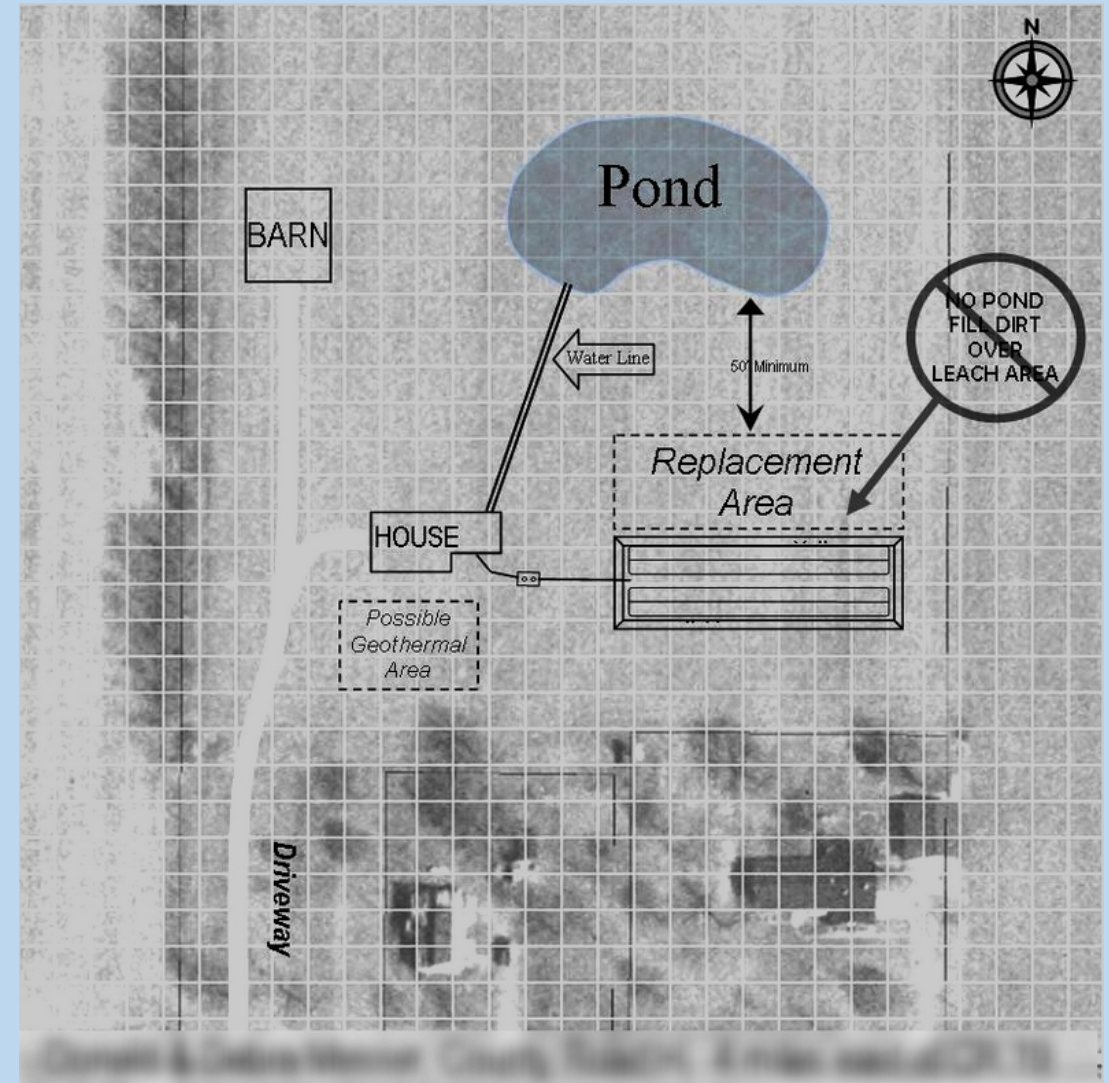 N
Pond
BARN
NO POND
FILL DIRT
OVER
LEACH AREA
Water Line
50' Minimum
Replacement
Area
HOUSE
Possible
Geothermal
Area
Driveway